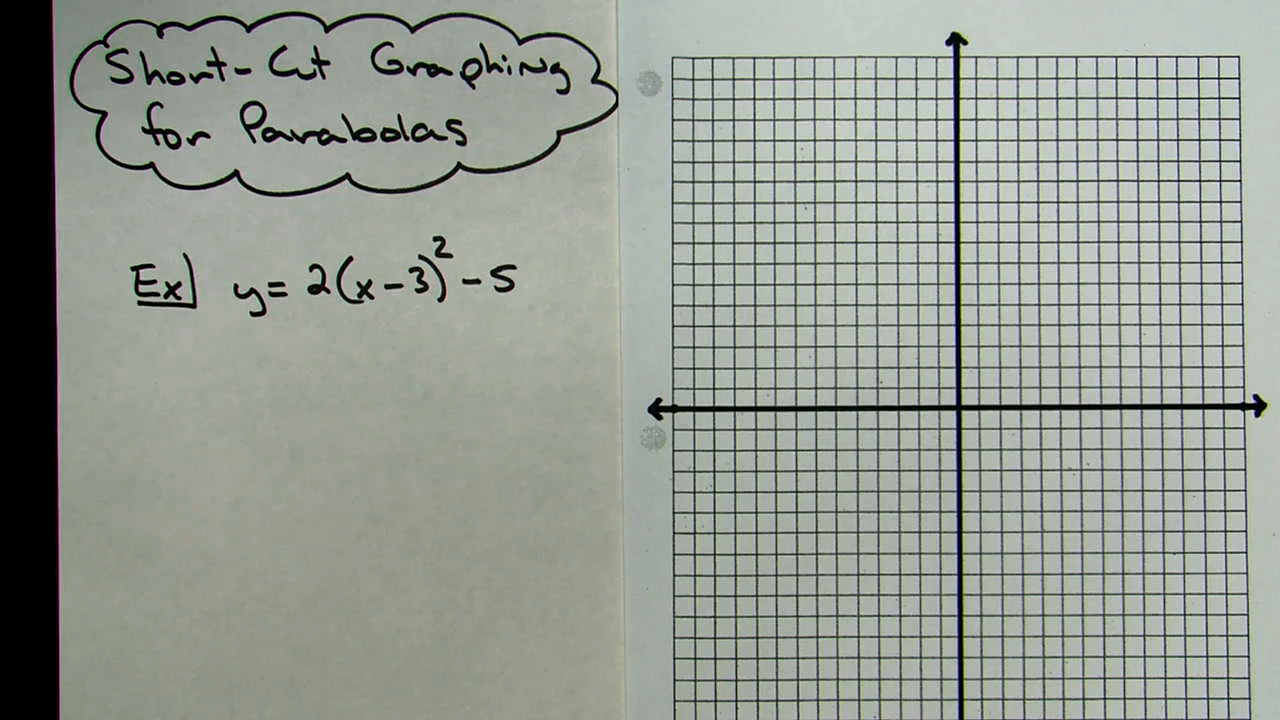 Short-Cut Graphing
for Parabolas
Ex) y = 2(x - 3)² - 5